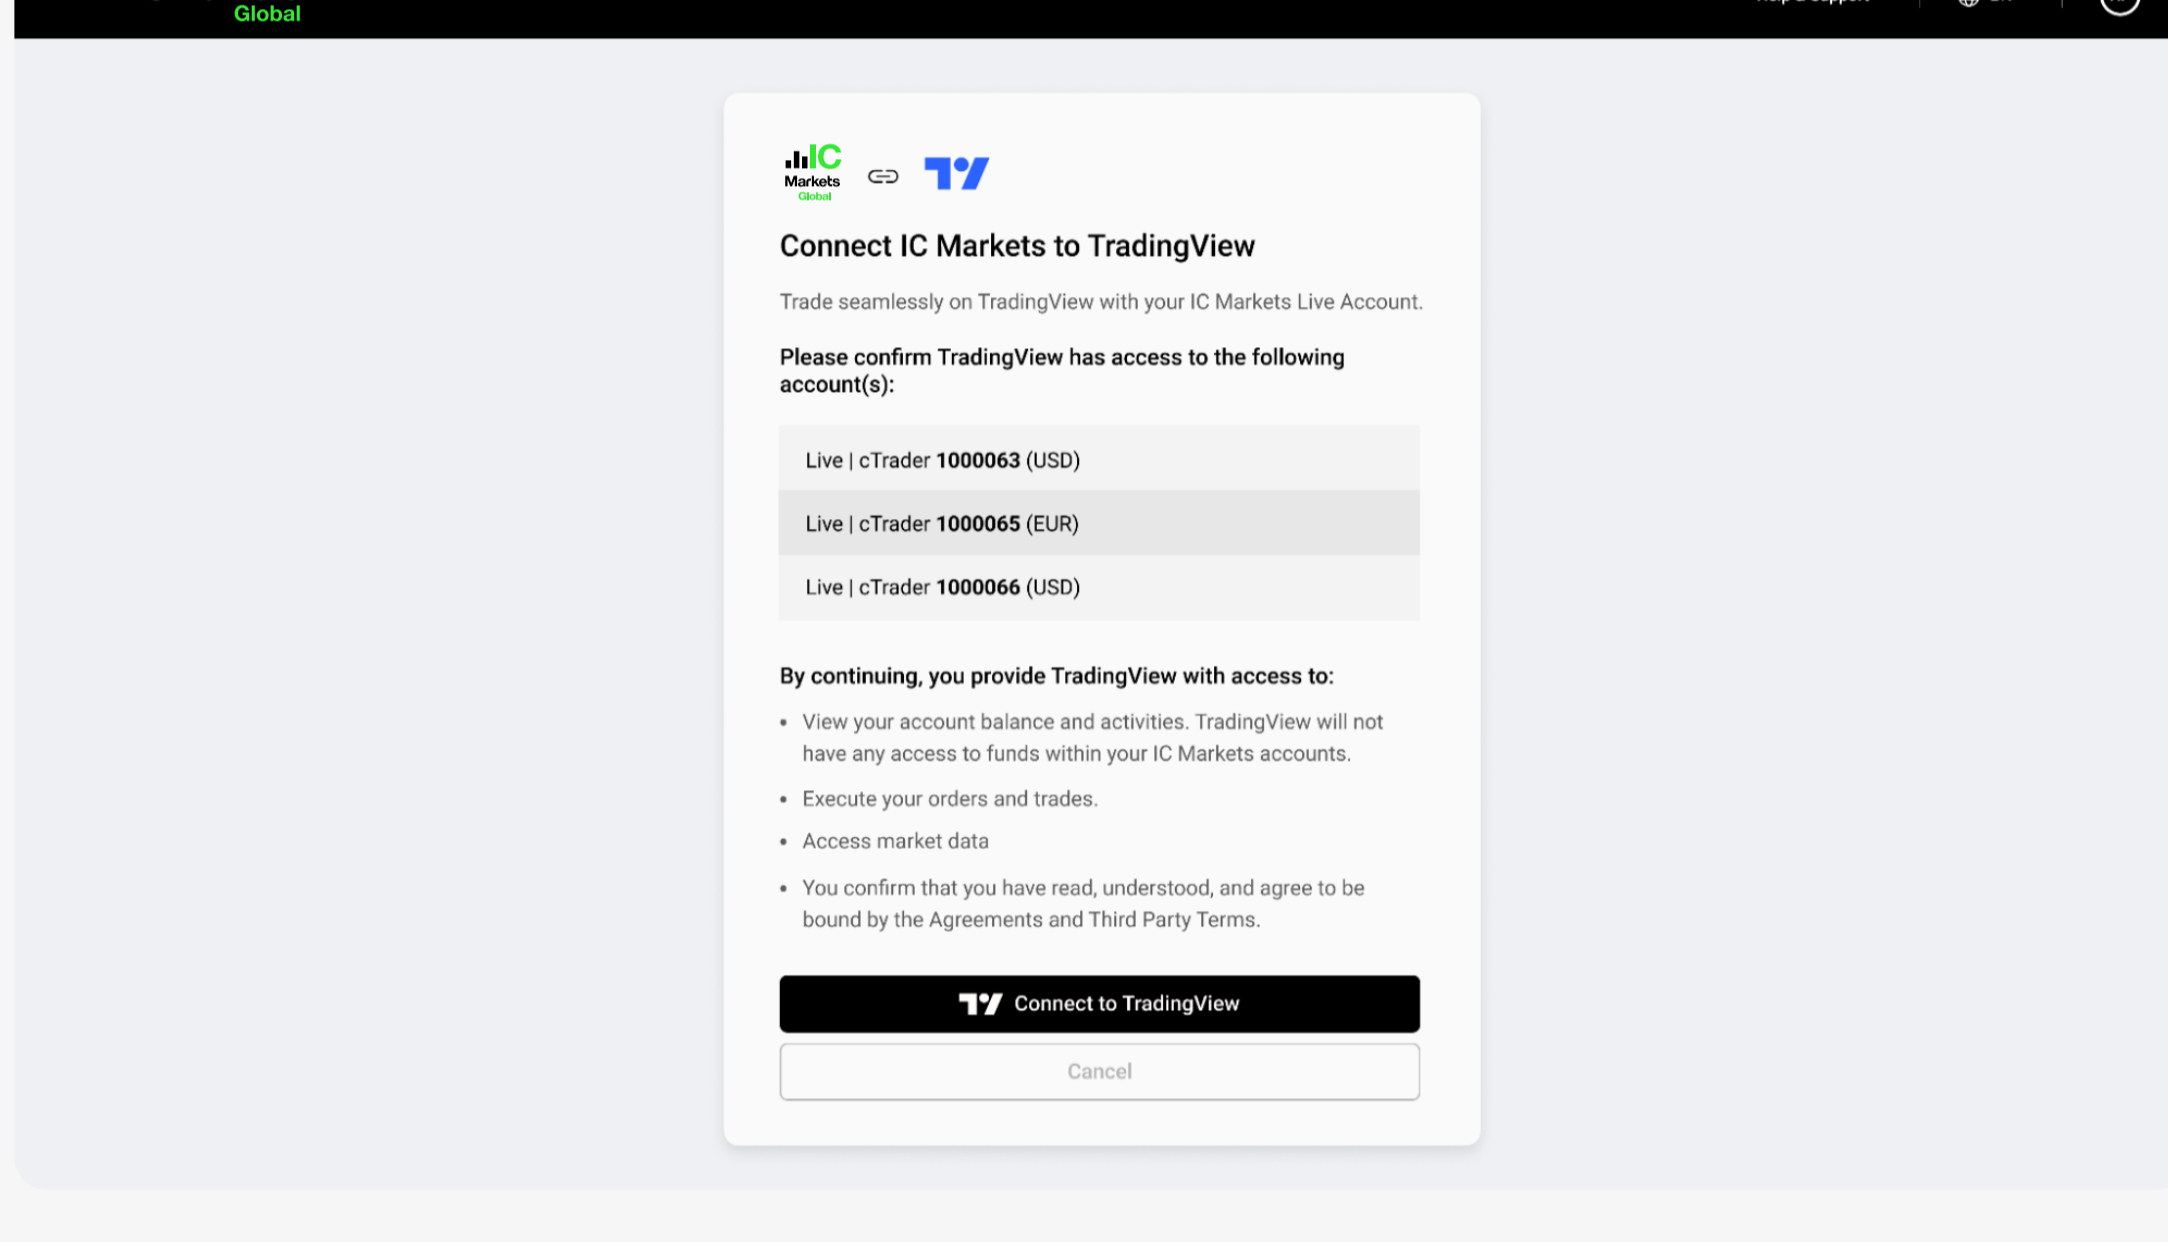 Global
IC
Markets
Global
Connect IC Markets to TradingView
Trade seamlessly on TradingView with your IC Markets Live Account.
Please confirm TradingView has access to the following
account(s):
Live | cTrader 1000063 (USD)
Live | cTrader 1000065 (EUR)
Live | cTrader 1000066 (USD)
By continuing, you provide TradingView with access to:
• View your account balance and activities. TradingView will not
have any access to funds within your IC Markets accounts.
• Execute your orders and trades.
• Access market data
• You confirm that you have read, understood, and agree to be
bound by the Agreements and Third Party Terms.
Connect to TradingView
Cancel